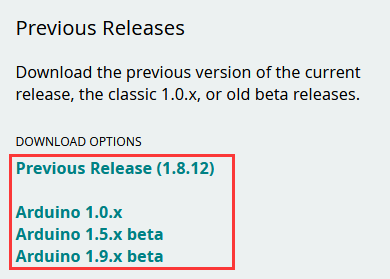 Previous Releases
Download the previous version of the current
release, the classic 1.0.x, or old beta releases.
DOWNLOAD OPTIONS
Previous Release (1.8.12)
Arduino 1.0.x
Arduino 1.5.x beta
Arduino 1.9.x beta